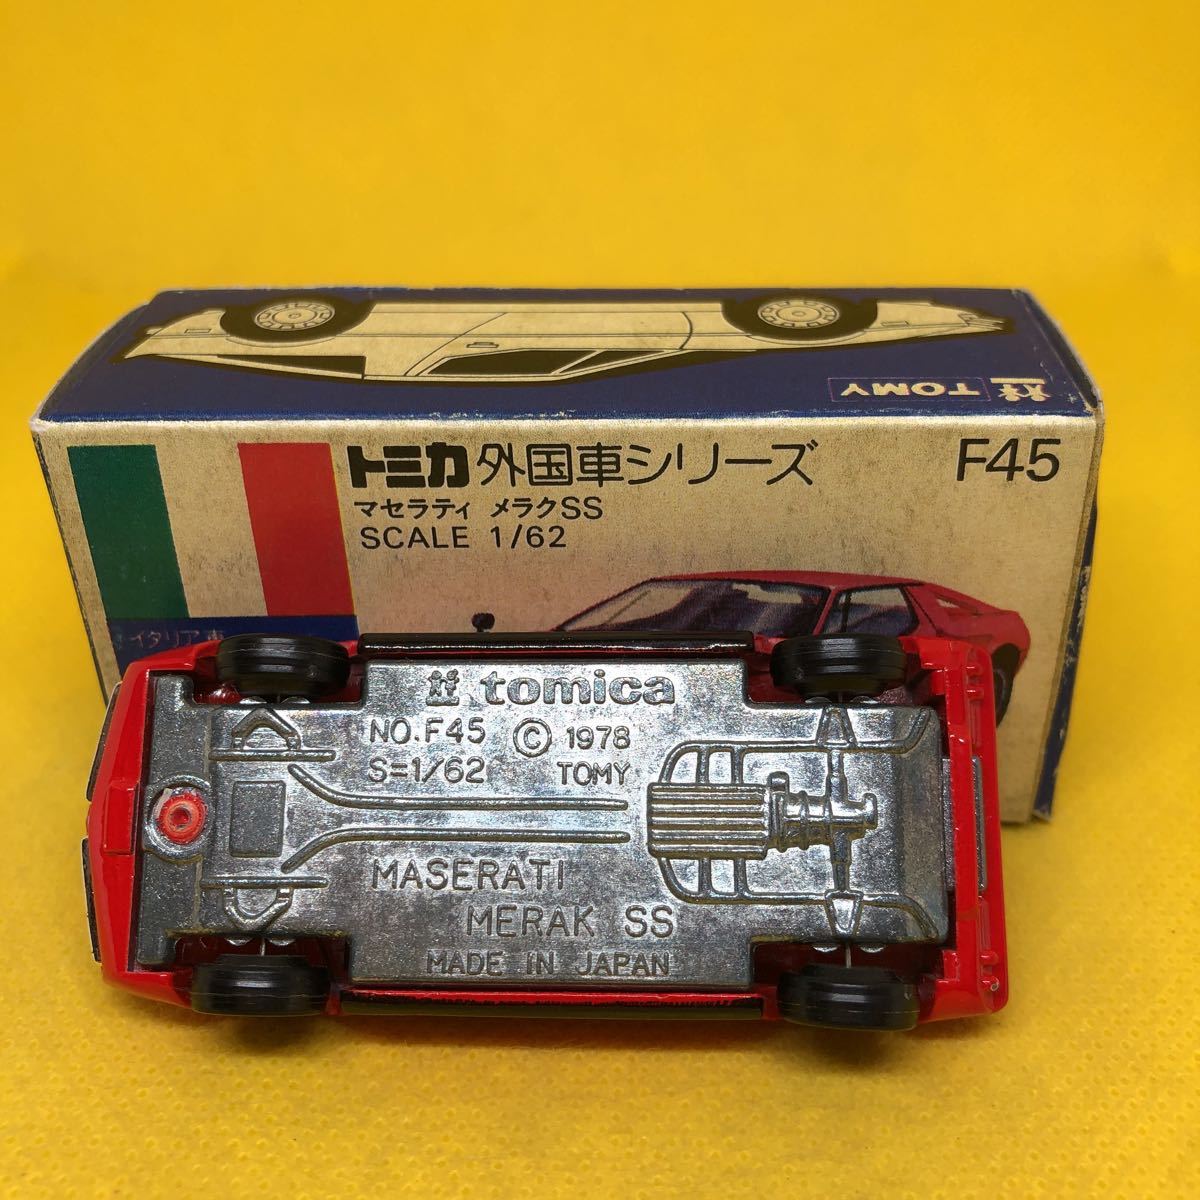 TOMY
トミカ 外国車シリーズ F45
マセラティ メラクSS
SCALE 1/62
イタリア車
tomica
NO.F45 © 1978
S=1/62 TOMY
MASERATI
MERAK SS
MADE IN JAPAN